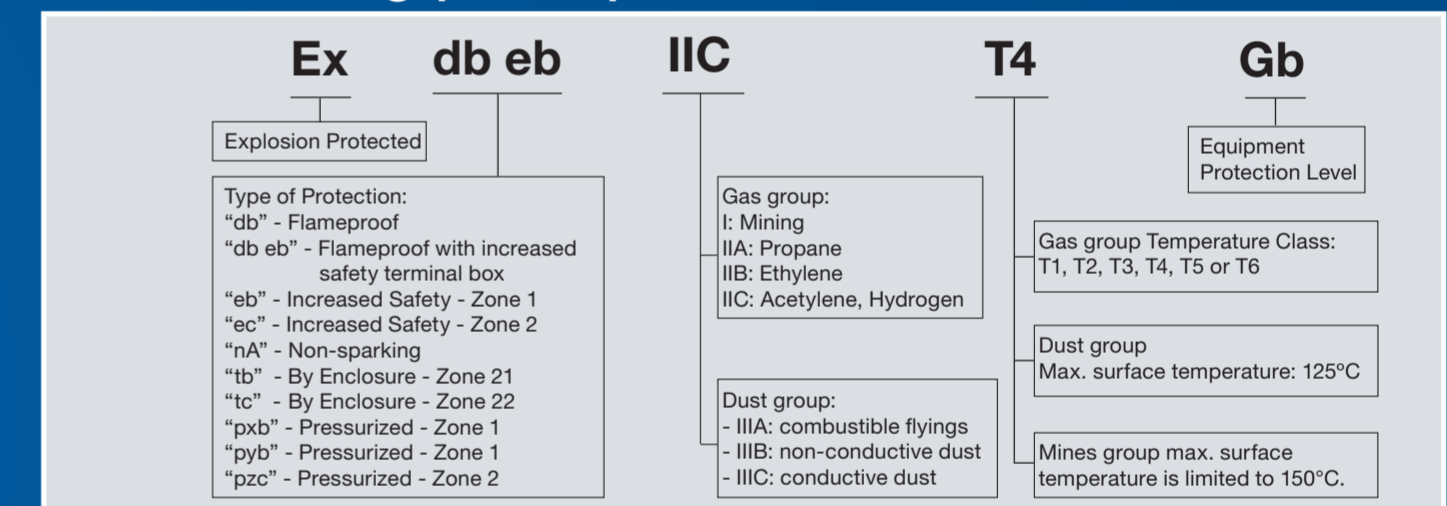 Ex db eb IIC T4 Gb
Explosion Protected
Type of Protection:
“db” - Flameproof
“db eb” - Flameproof with increased
safety terminal box
“eb” - Increased Safety - Zone 1
“ec” - Increased Safety - Zone 2
“nA” - Non-sparking
“tb” - By Enclosure - Zone 21
“tc” - By Enclosure - Zone 22
“pxb” - Pressurized - Zone 1
“pyb” - Pressurized - Zone 1
“pzc” - Pressurized - Zone 2
Gas group:
I: Mining
IIA: Propane
IIB: Ethylene
IIC: Acetylene, Hydrogen
Dust group:
- IIIA: combustible flyings
- IIIB: non-conductive dust
- IIIC: conductive dust
Gas group Temperature Class:
T1, T2, T3, T4, T5 or T6
Dust group
Max. surface temperature: 125ºC
Mines group max. surface
temperature is limited to 150°C.
Equipment
Protection Level